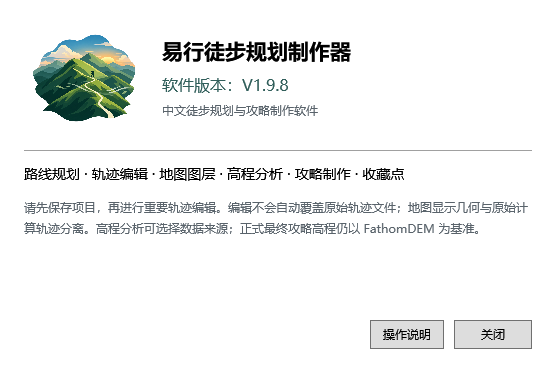 易行徒步规划制作器
软件版本：V1.9.8
中文徒步规划与攻略制作软件
路线规划 · 轨迹编辑 · 地图图层 · 高程分析 · 攻略制作 · 收藏点
请先保存项目，再进行重要轨迹编辑。编辑不会自动覆盖原始轨迹文件；地图显示几何与原始计
算轨迹分离。高程分析可选择数据来源；正式最终攻略高程仍以 FathomDEM 为基准。
操作说明
关闭